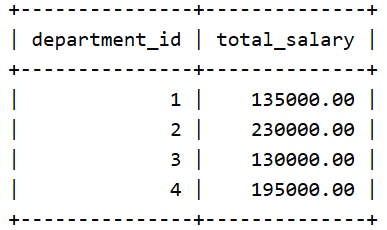 +---------------+--------------+
| department_id | total_salary |
+---------------+--------------+
|             1 |    135000.00 |
|             2 |    230000.00 |
|             3 |    130000.00 |
|             4 |    195000.00 |
+---------------+--------------+